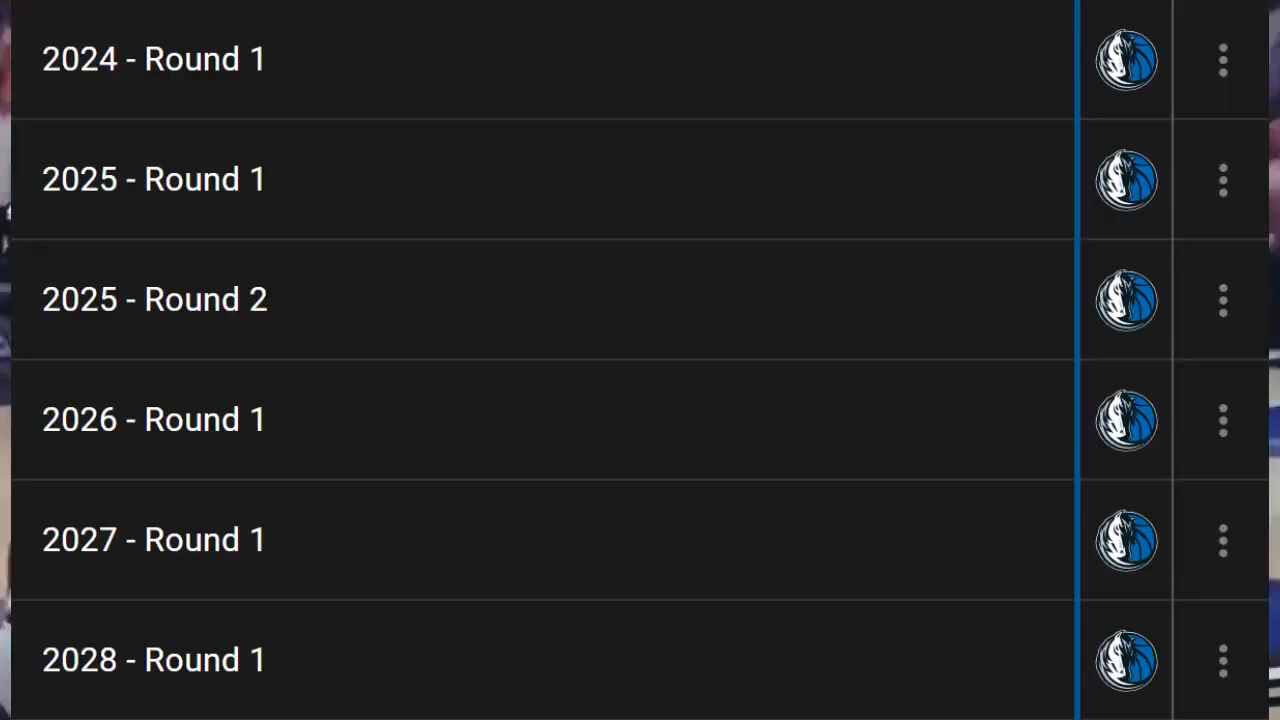 2024 - Round 1
2025 - Round 1
2025 - Round 2
2026 - Round 1
2027 - Round 1
2028 - Round 1